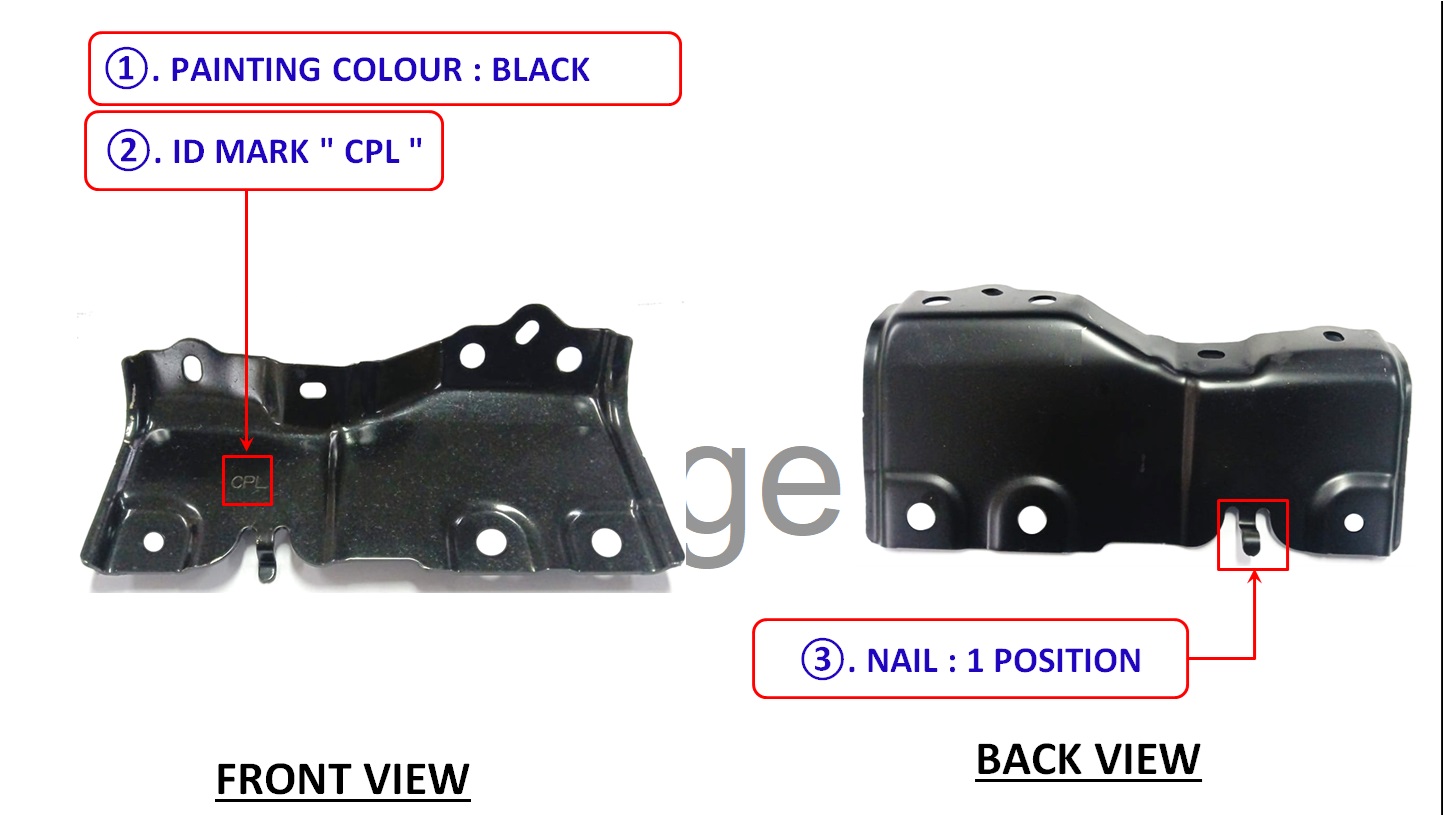 ①. PAINTING COLOUR : BLACK
②. ID MARK " CPL "
CPL
ge
③. NAIL : 1 POSITION
FRONT VIEW
BACK VIEW